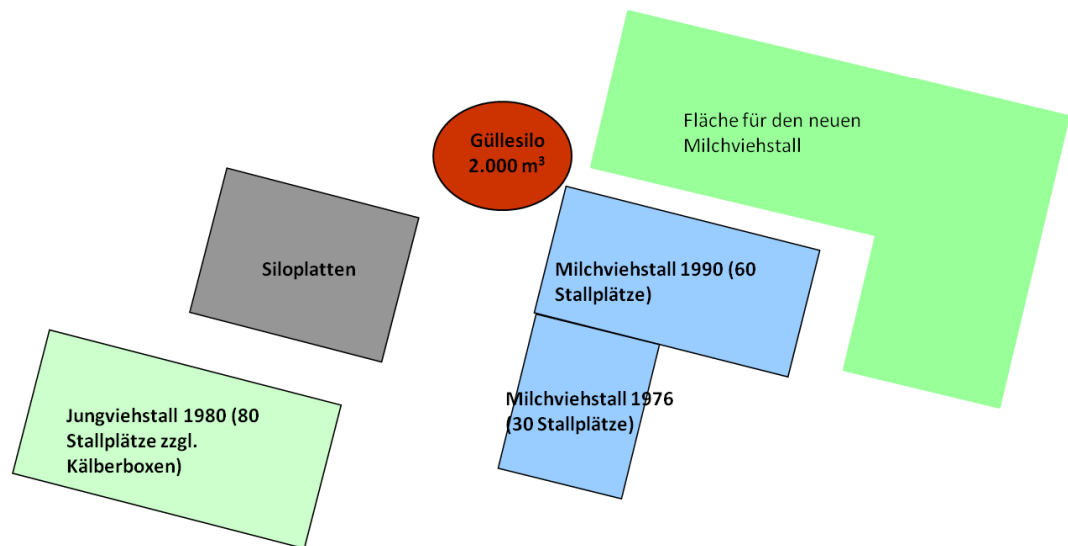 Fläche für den neuen
Milchviehstall
Güllesilo
2.000 m³
Siloplatten
Milchviehstall 1990 (60
Stallplätze)
Milchviehstall 1976
(30 Stallplätze)
Jungviehstall 1980 (80
Stallplätze zzgl.
Kälberboxen)